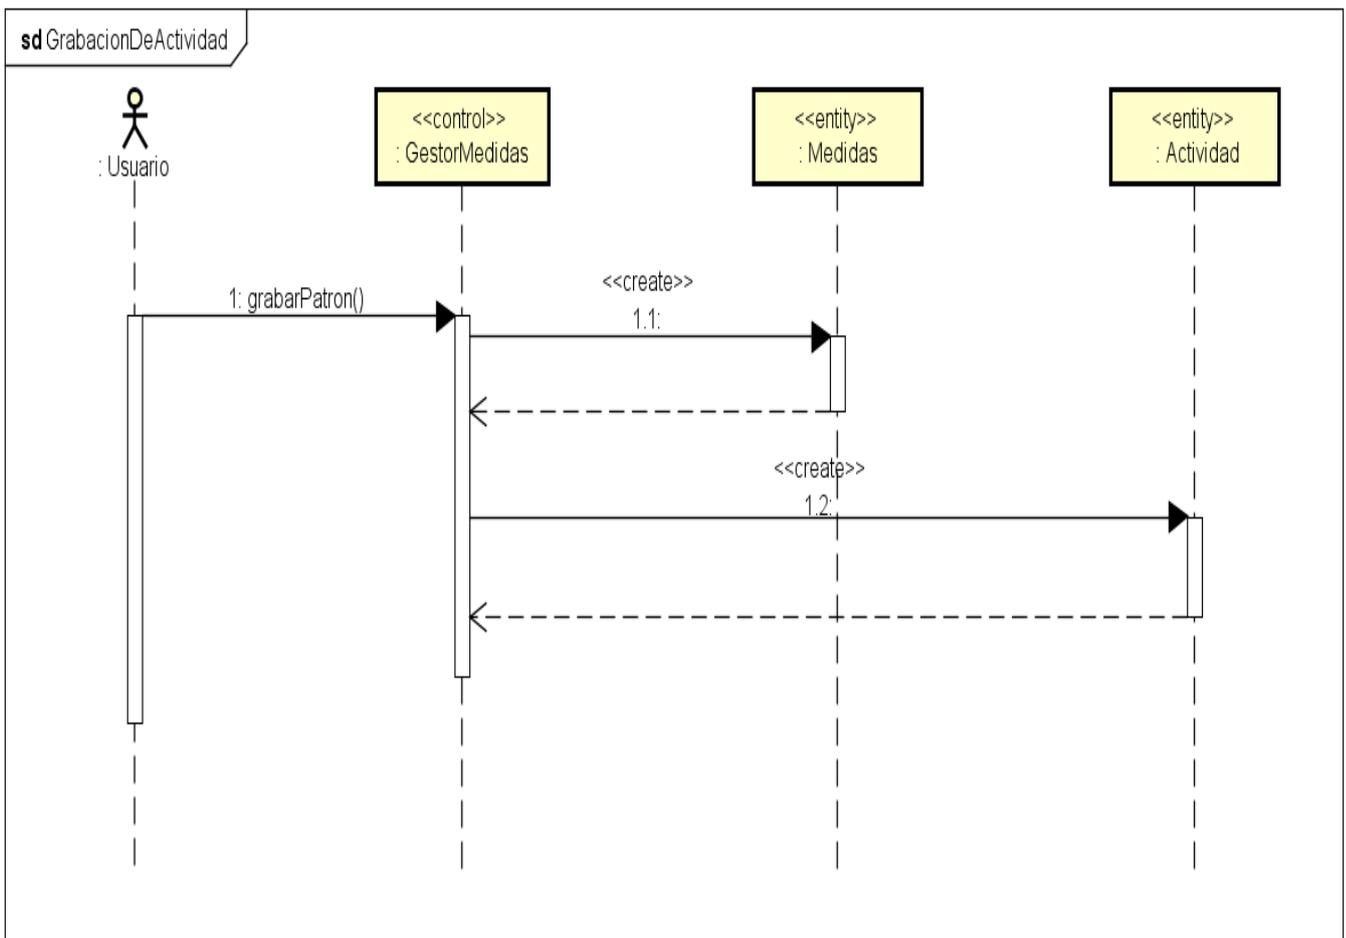 sd GrabacionDeActividad
: Usuario
<<control>>
: GestorMedidas
<<entity>>
: Medidas
<<entity>>
: Actividad
1: grabarPatron()
<<create>>
1.1:
<<create>>
1.2: